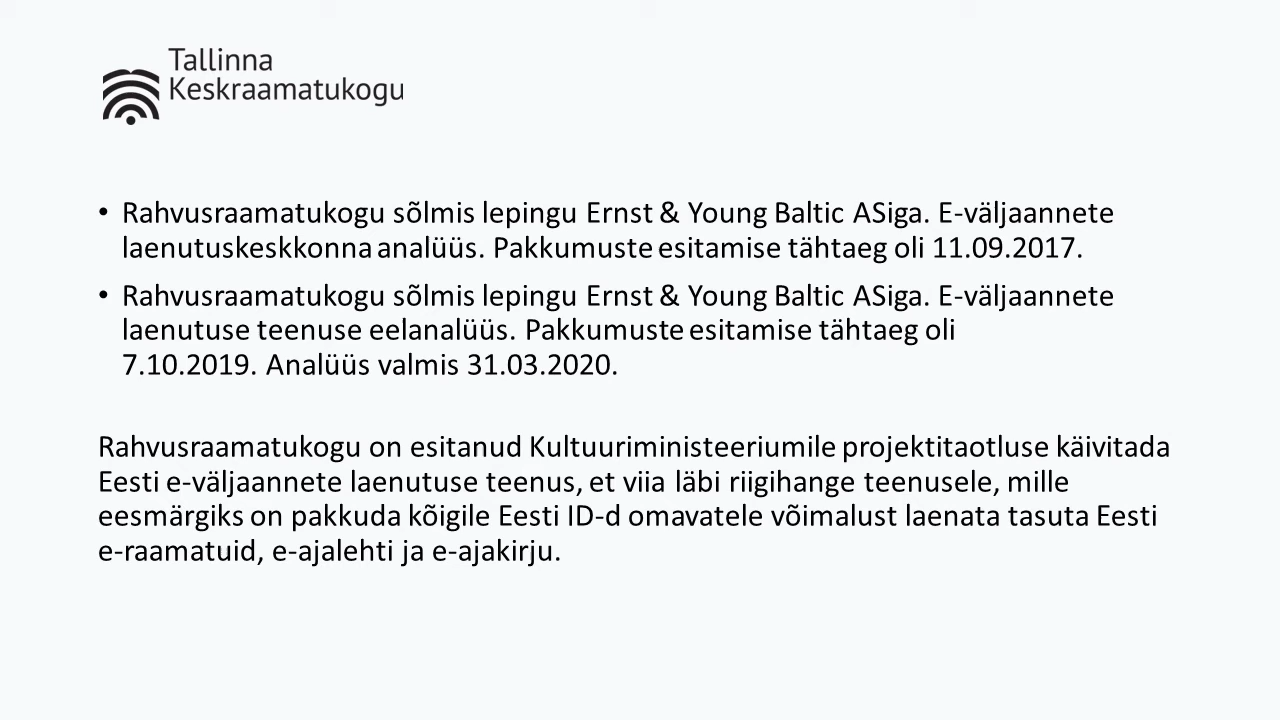 Tallinna
Keskraamatukogu
• Rahvusraamatukogu sõlmis lepingu Ernst & Young Baltic ASiga. E-väljaannete
laenutuskeskkonna analüüs. Pakkumuste esitamise tähtaeg oli 11.09.2017.
• Rahvusraamatukogu sõlmis lepingu Ernst & Young Baltic ASiga. E-väljaannete
laenutuse teenuse eelanalüüs. Pakkumuste esitamise tähtaeg oli
7.10.2019. Analüüs valmis 31.03.2020.
Rahvusraamatukogu on esitanud Kultuuriministeeriumile projektitaotluse käivitada
Eesti e-väljaannete laenutuse teenus, et viia läbi riigihange teenusele, mille
eesmärgiks on pakkuda kõigile Eesti ID-d omavatele võimalust laenata tasuta Eesti
e-raamatuid, e-ajalehti ja e-ajakirju.